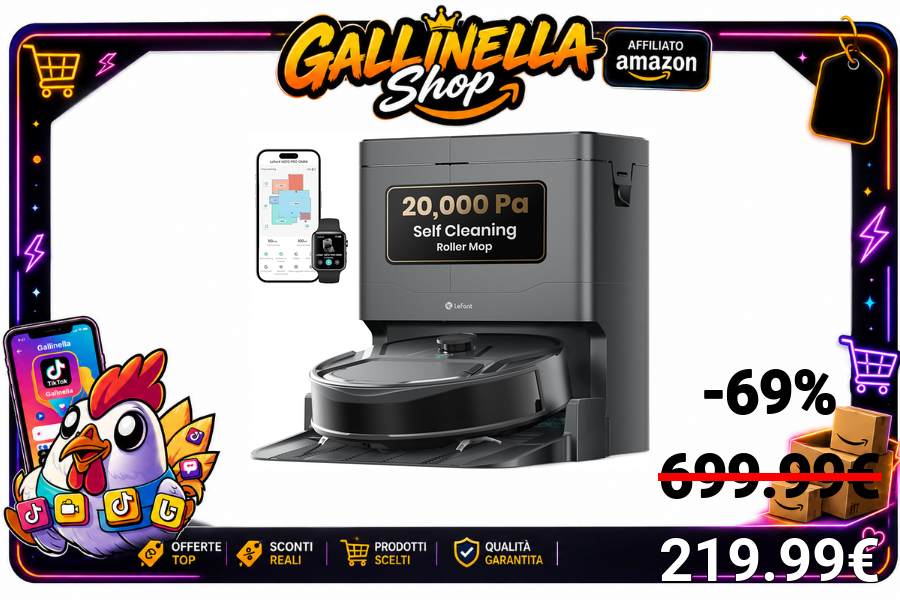 GALLINELLA
Shop
AFFILIATO
amazon
20,000 Pa
Self Cleaning
Roller Mop
Lefant
Gallinella
TikTok
Gallinella
-69%
699.99€
219.99€
OFFERTE
TOP
SCONTI
REALI
PRODOTTI
SCELTI
QUALITÀ
GARANTITA